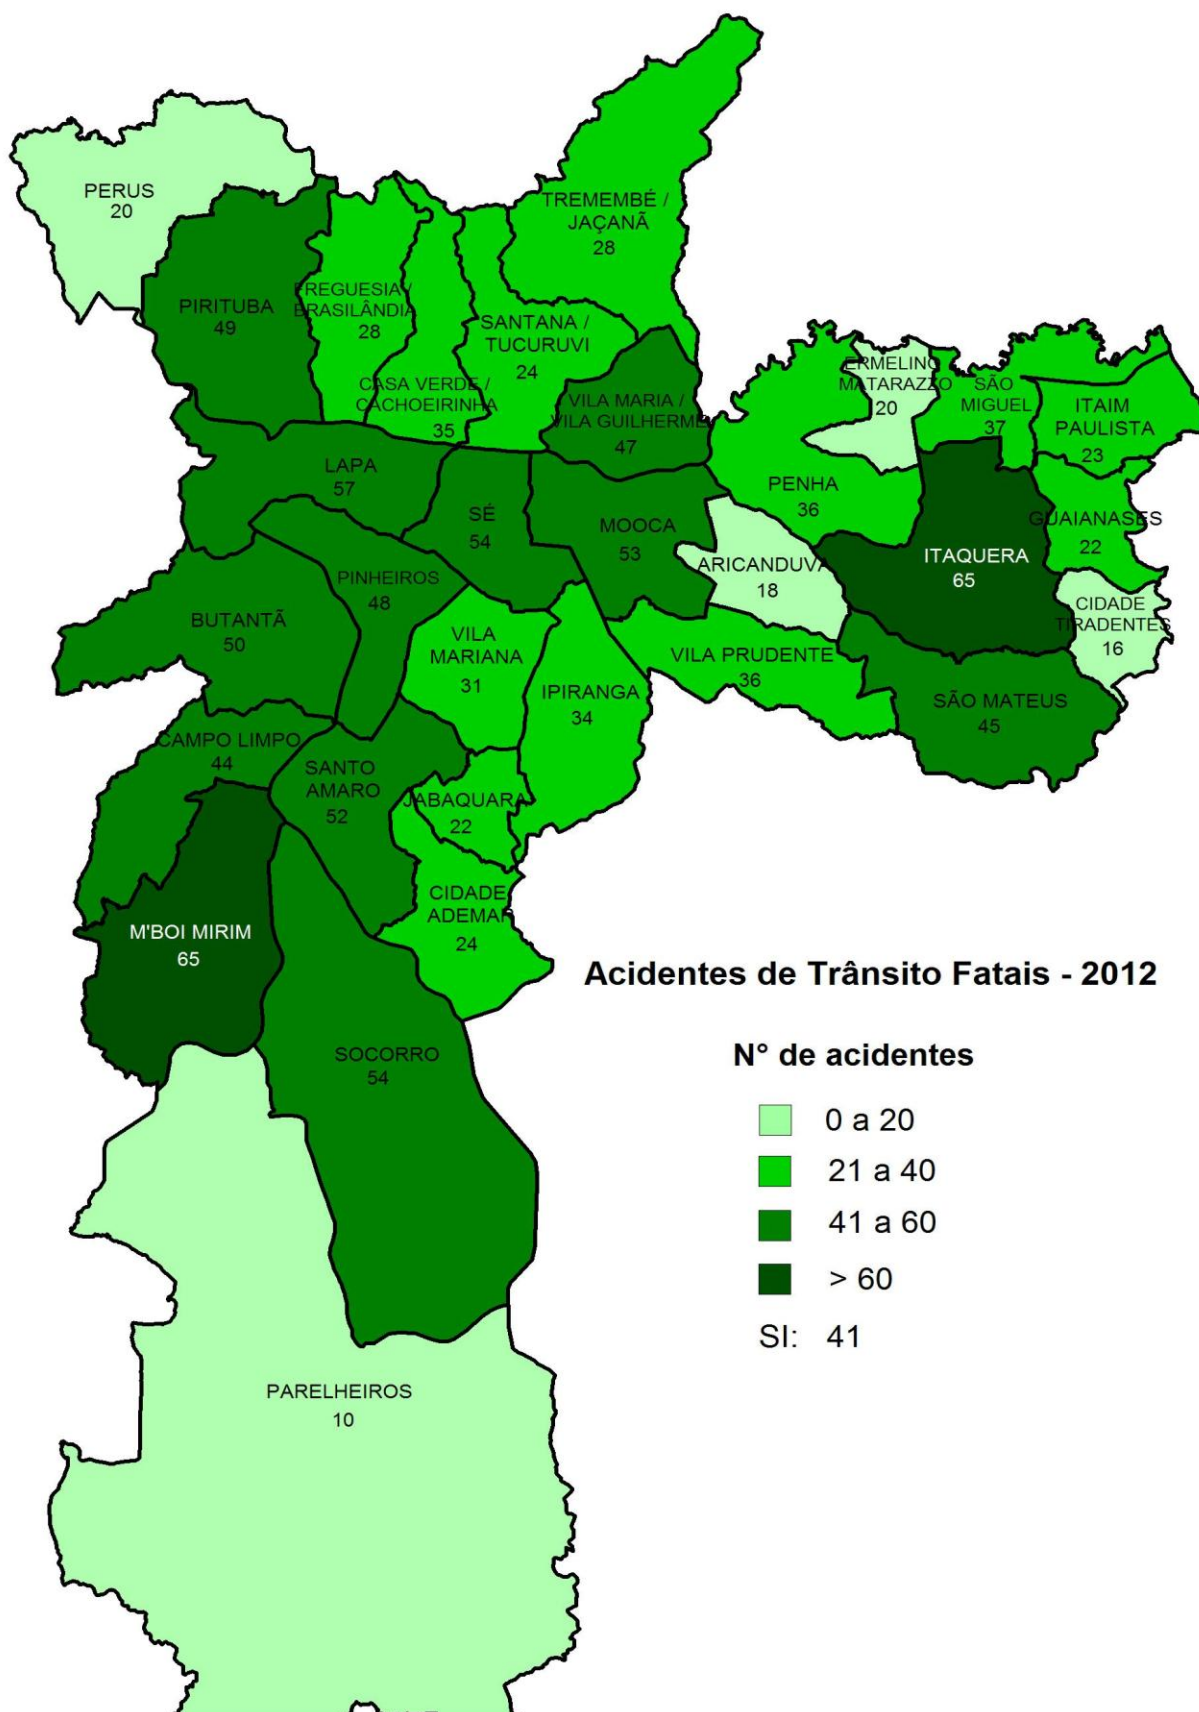 PERUS
20
PIRITUBA
49
FREGUESIA /
BRASILÂNDIA
28
CASA VERDE /
CACHOEIRINHA
35
SANTANA /
TUCURUVI
24
TREMEMBÉ /
JAÇANÃ
28
VILA MARIA /
VILA GUILHERME
47
ERMELINO
MATARAZZO
20
SÃO
MIGUEL
37
ITAIM
PAULISTA
23
PENHA
36
GUAIANASES
22
LAPA
57
SÉ
54
MOOCA
53
ARICANDUVA
18
ITAQUERA
65
CIDADE
TIRADENTES
16
BUTANTÃ
50
PINHEIROS
48
VILA
MARIANA
31
IPIRANGA
34
VILA PRUDENTE
36
SÃO MATEUS
45
CAMPO LIMPO
44
SANTO
AMARO
52
JABAQUARA
22
CIDADE
ADEMAR
24
M'BOI MIRIM
65
SOCORRO
54
PARELHEIROS
10
Acidentes de Trânsito Fatais - 2012
N° de acidentes
0 a 20
21 a 40
41 a 60
> 60
SI: 41